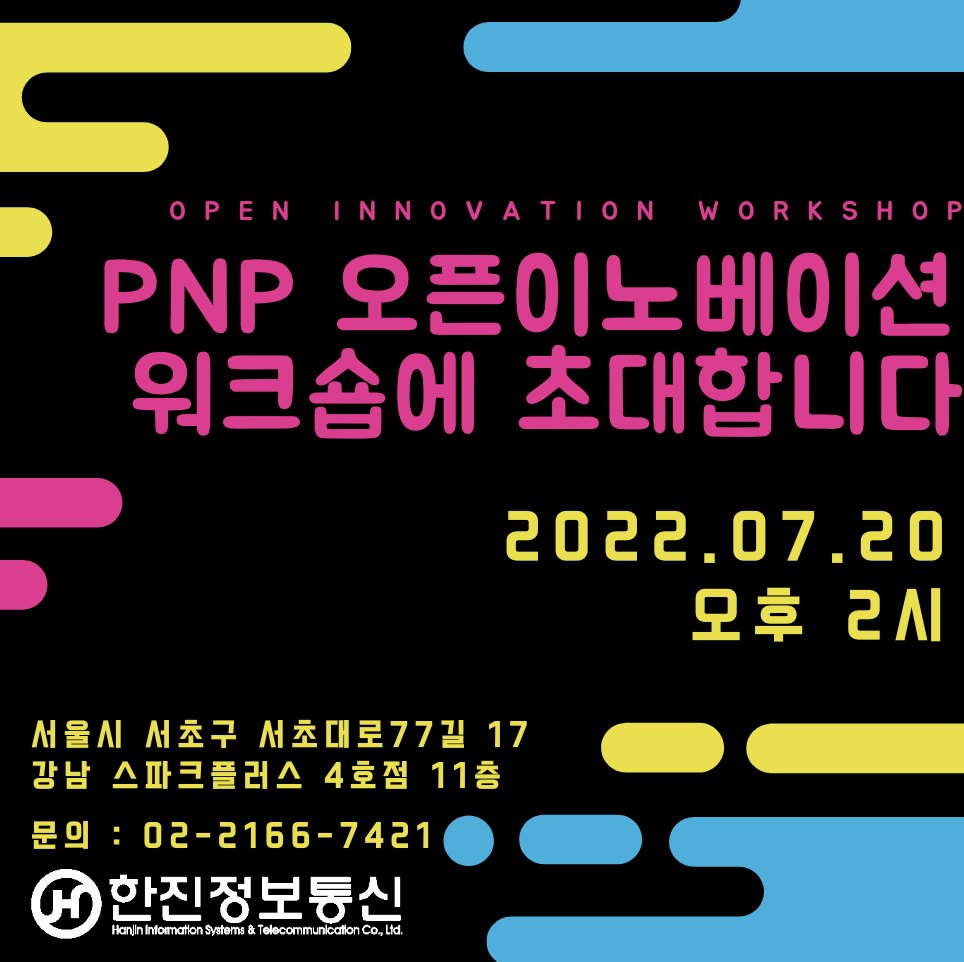 OPEN INNOVATION WORKSHOP
PNP 오픈이노베이션
워크숍에 초대합니다
2022.07.20
오후 2시
서울시 서초구 서초대로77길 17
강남 스파크플러스 4호점 11층
문의 : 02-2166-7421
한진정보통신
Hanjin Information Systems & Telecommunication Co., Ltd.